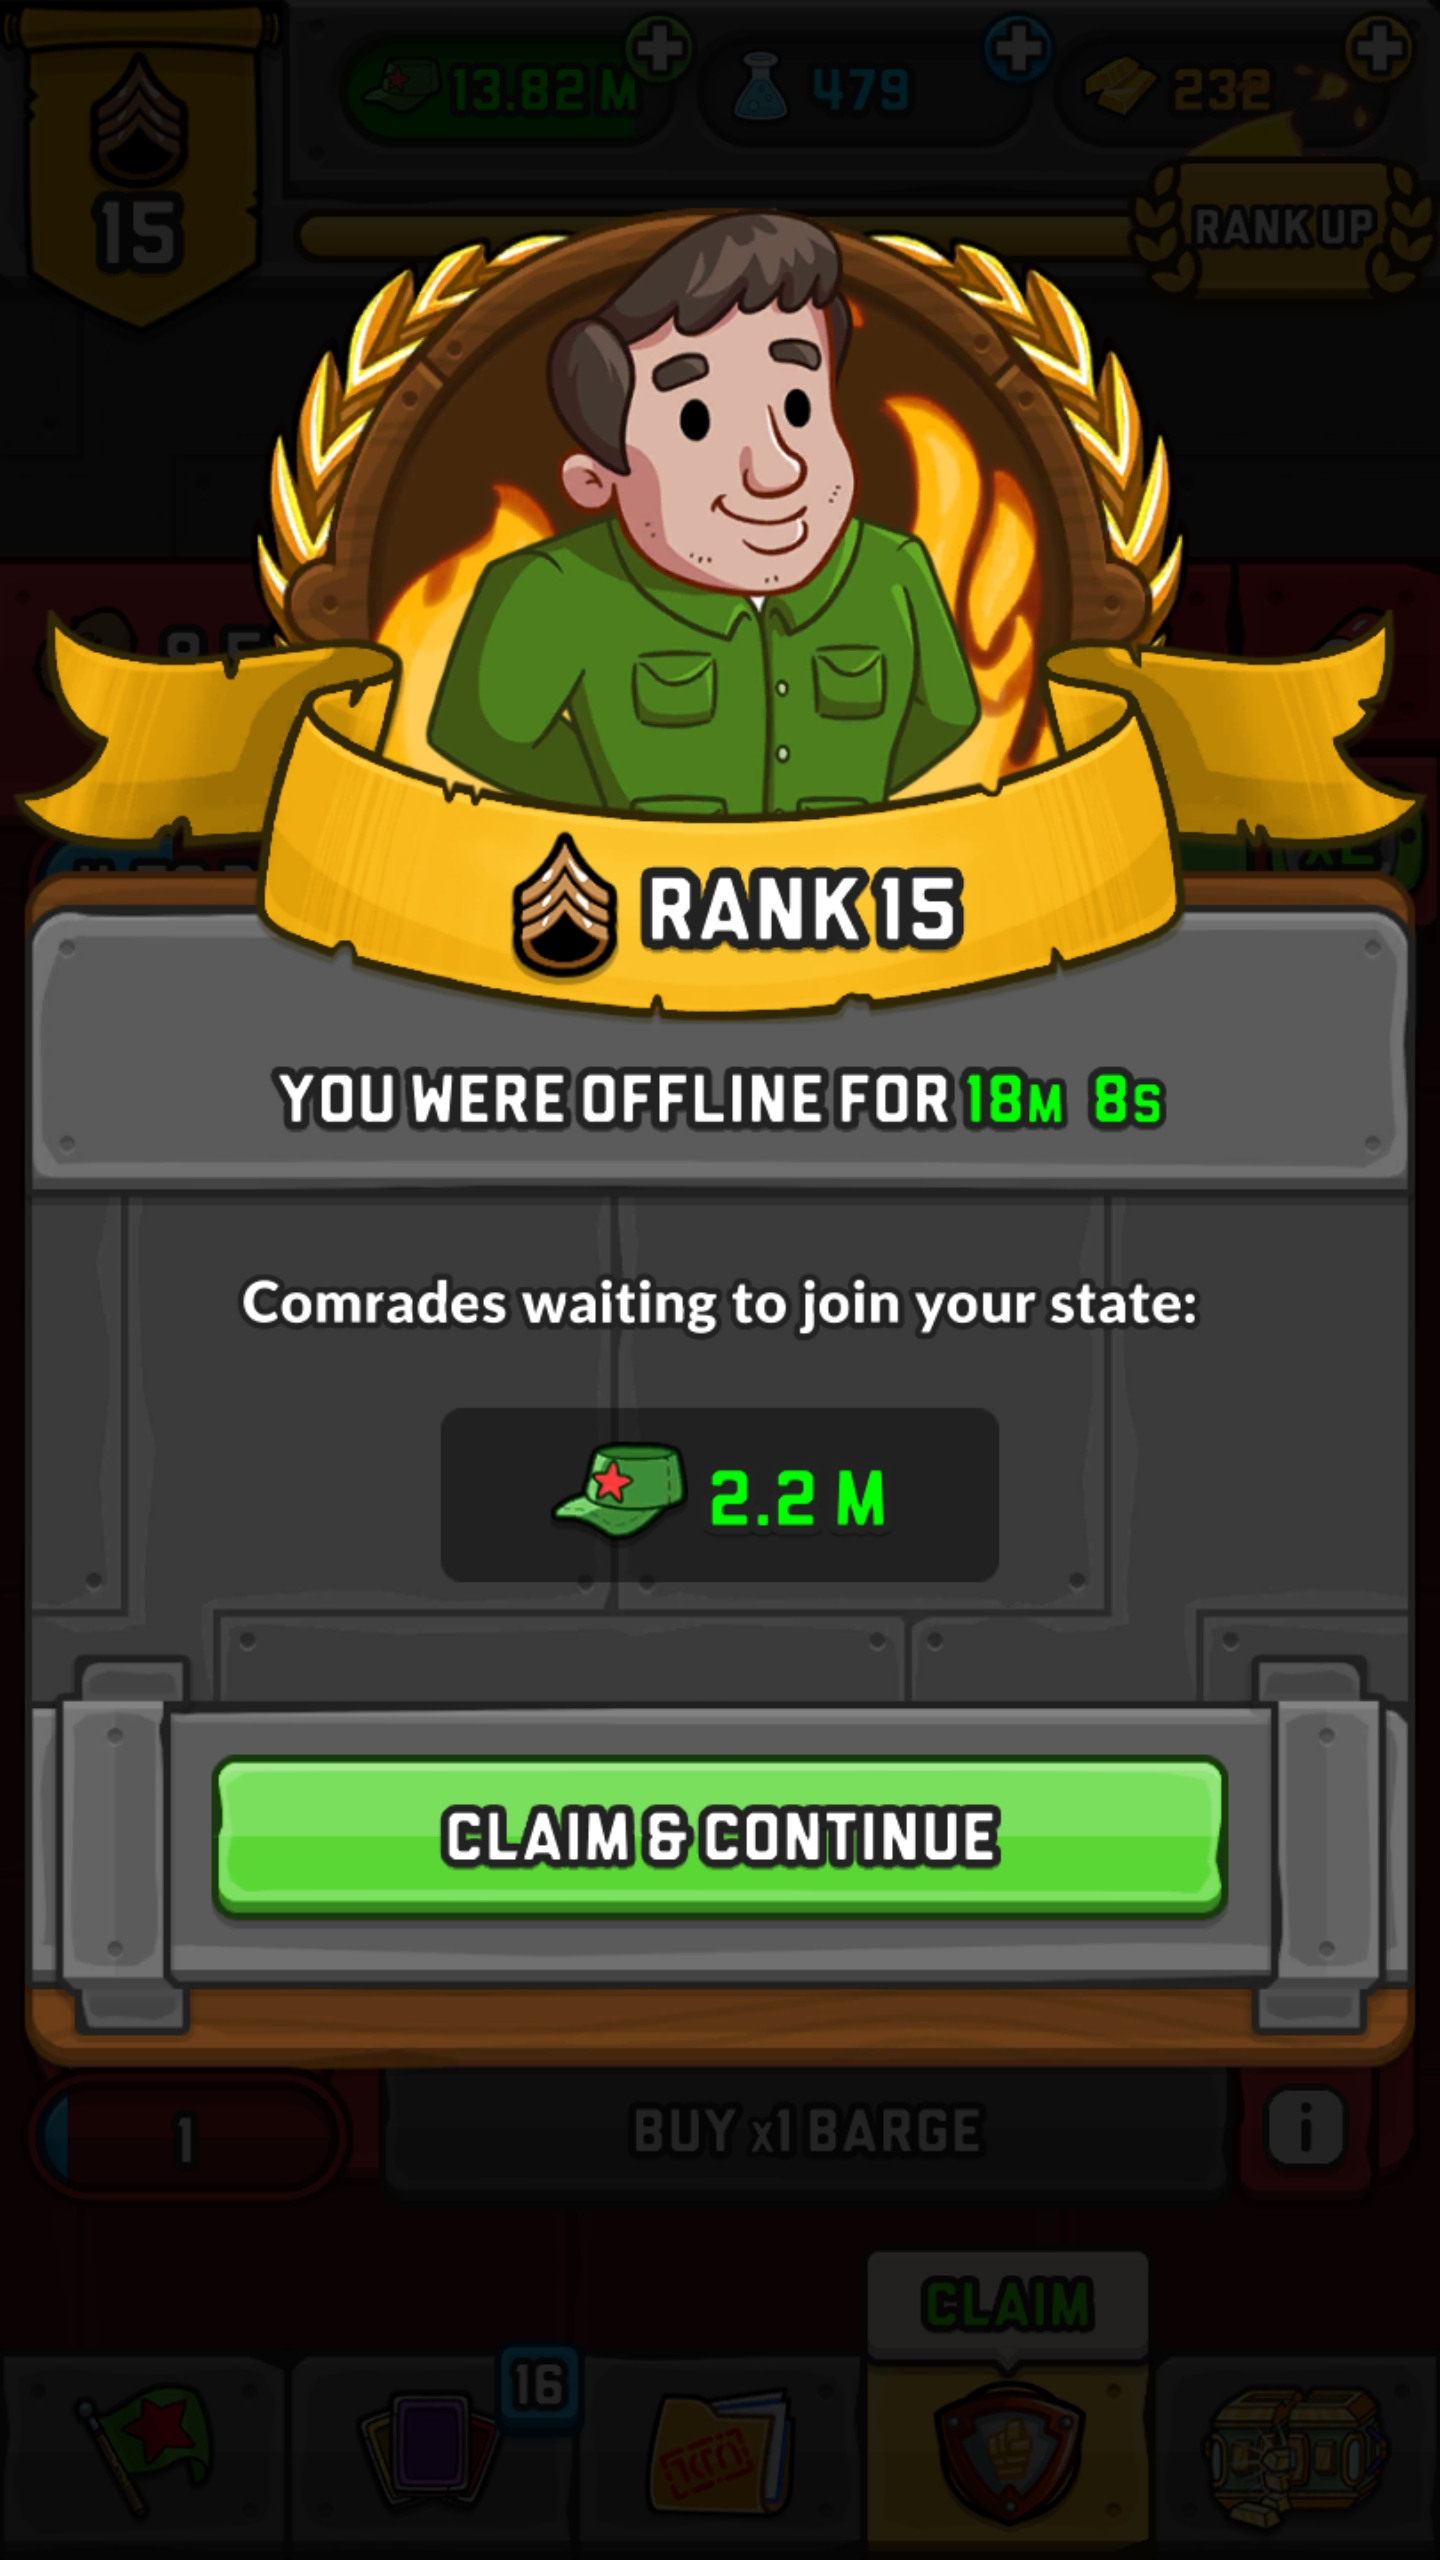 13.82 M
479
232
15
RANK UP
RANK 15
YOU WERE OFFLINE FOR 18M 8S
Comrades waiting to join your state:
2.2 M
CLAIM & CONTINUE
1
BUY x1 BARGE
i
CLAIM
16